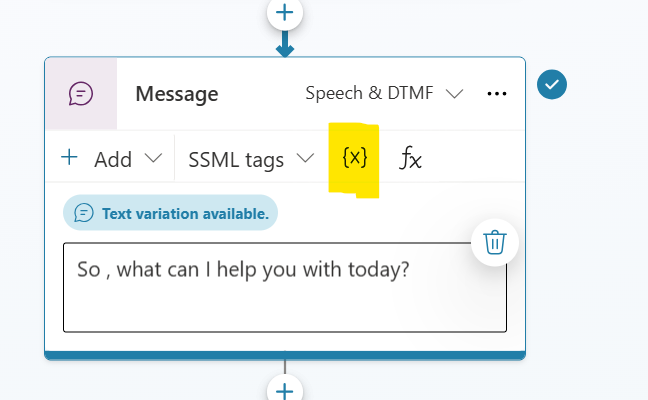 Message Speech & DTMF
Add SSML tags {x} fx
Text variation available.
So , what can I help you with today?